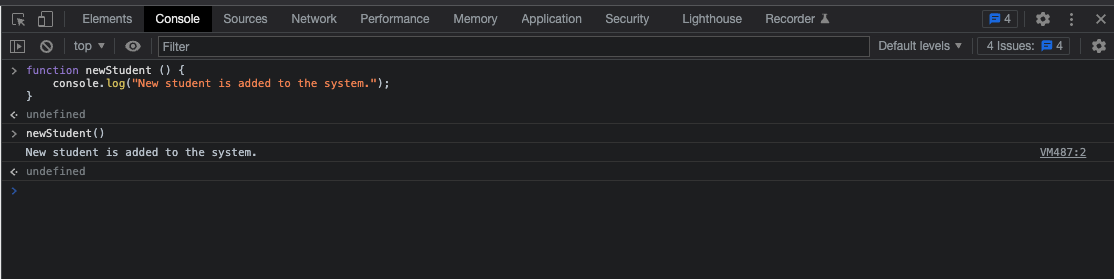 Elements Console Sources Network Performance Memory Application Security Lighthouse Recorder 4
top Filter Default levels 4 Issues: 4
function newStudent () {
console.log("New student is added to the system.");
}
undefined
newStudent()
New student is added to the system. VM487:2
undefined